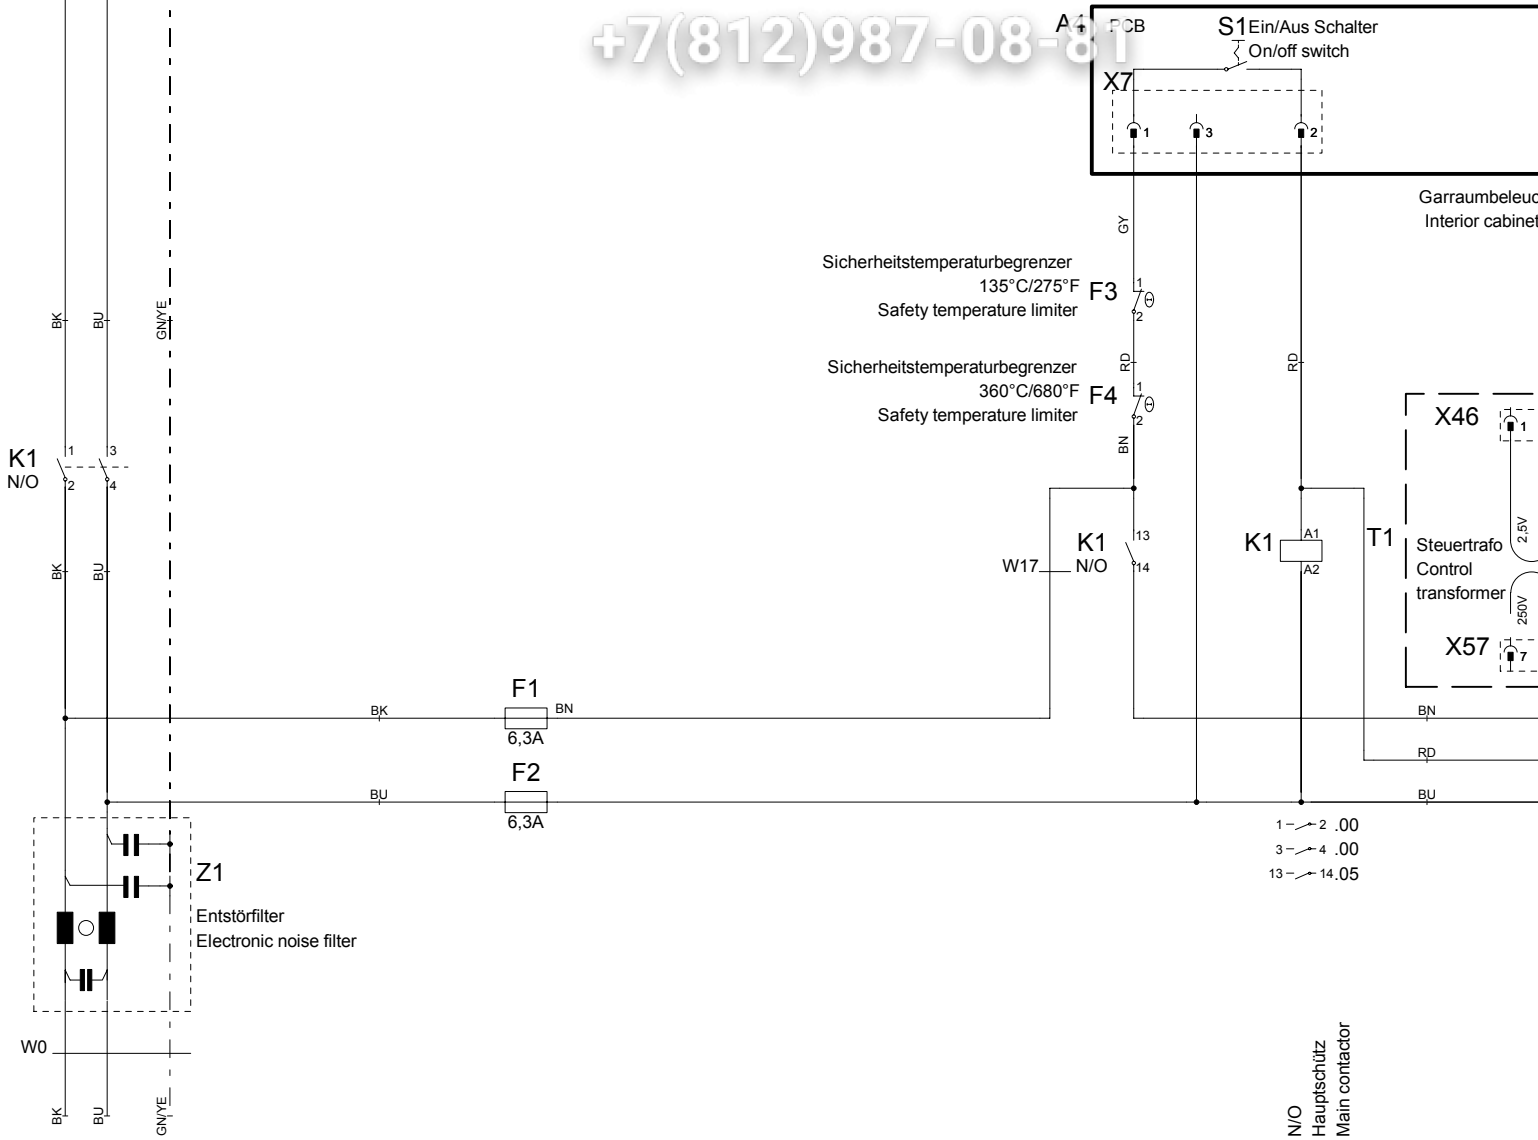 +7(812)987-08-81
A4
PCB
S1
Ein/Aus Schalter
On/off switch
X7
1
3
2
Garraumbeleuc
Interior cabinet
GY
Sicherheitstemperaturbegrenzer
135°C/275°F
Safety temperature limiter
F3
1
2
BK
BU
GN/YE
RD
RD
Sicherheitstemperaturbegrenzer
360°C/680°F
Safety temperature limiter
F4
1
2
BN
X46
1
K1
N/O
1
2
3
4
K1
N/O
13
14
W17
K1
A1
A2
T1
Steuertrafo
Control
transformer
2,5V
250V
BK
BU
X57
7
F1
BK
BN
6,3A
BN
F2
RD
BU
6,3A
BU
1
2 .00
3
4 .00
13
14.05
Z1
Entstörfilter
Electronic noise filter
W0
BK
BU
GN/YE
N/O
Hauptschütz
Main contactor